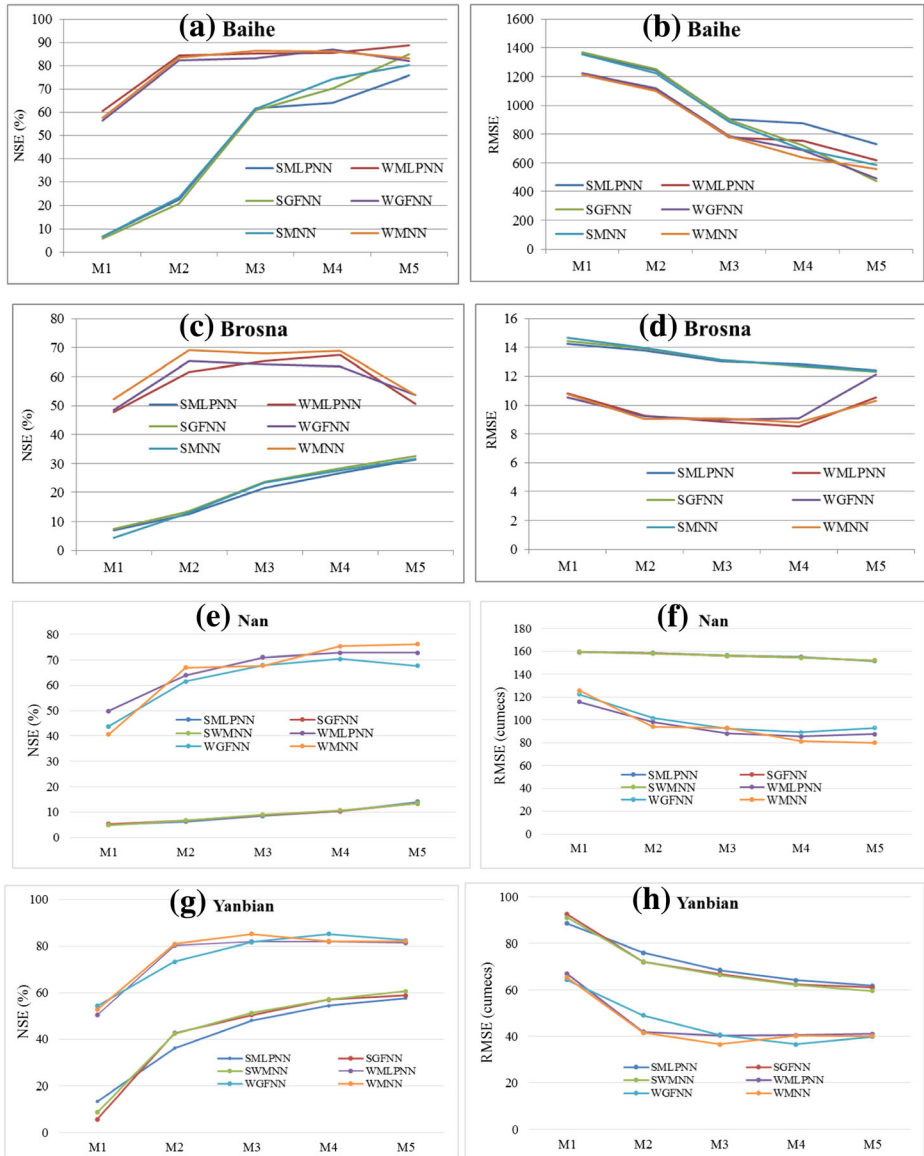 (a) Baihe
NSE (%)
100
90
80
70
60
50
40
30
20
10
0
SMLPNN WMLPNN
SGFNN WGFNN
SMNN WMNN
M1 M2 M3 M4 M5
(b) Baihe
RMSE
1600
1400
1200
1000
800
600
400
200
0
SMLPNN WMLPNN
SGFNN WGFNN
SMNN WMNN
M1 M2 M3 M4 M5
(c) Brosna
NSE (%)
80
70
60
50
40
30
20
10
0
SMLPNN WMLPNN
SGFNN WGFNN
SMNN WMNN
M1 M2 M3 M4 M5
(d) Brosna
RMSE
16
14
12
10
8
6
4
2
0
SMLPNN WMLPNN
SGFNN WGFNN
SMNN WMNN
M1 M2 M3 M4 M5
(e) Nan
NSE (%)
80
70
60
50
40
30
20
10
0
SMLPNN SGFNN
SWMNN WMLPNN
WGFNN WMNN
M1 M2 M3 M4 M5
(f) Nan
RMSE (cumecs)
180
160
140
120
100
80
60
40
20
0
SMLPNN SGFNN
SWMNN WMLPNN
WGFNN WMNN
M1 M2 M3 M4 M5
(g) Yanbian
NSE (%)
100
80
60
40
20
0
SMLPNN SGFNN
SWMNN WMLPNN
WGFNN WMNN
M1 M2 M3 M4 M5
(h) Yanbian
RMSE (cumecs)
100
80
60
40
20
0
SMLPNN SGFNN
SWMNN WMLPNN
WGFNN WMNN
M1 M2 M3 M4 M5